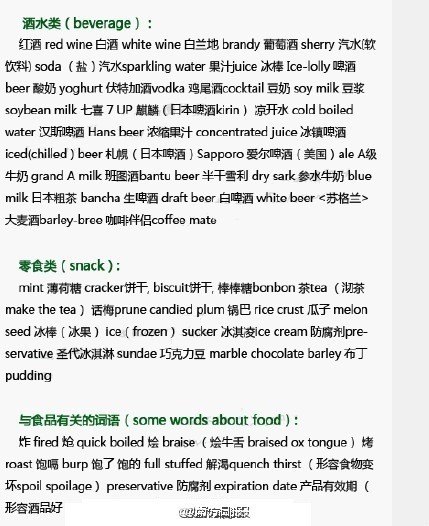 酒水类（beverage）：
红酒 red wine 白酒 white wine 白兰地 brandy 葡萄酒 sherry 汽水(软
饮料) soda （盐）汽水sparkling water 果汁juice 冰棒 Ice-lolly 啤酒
beer 酸奶 yoghurt 伏特加酒vodka 鸡尾酒cocktail 豆奶 soy milk 豆浆
soybean milk 七喜 7 UP 麒麟（日本啤酒kirin） 凉开水 cold boiled
water 汉斯啤酒 Hans beer 浓缩果汁 concentrated juice 冰镇啤酒
iced(chilled）beer 札幌（日本啤酒）Sapporo 爱尔啤酒（美国）ale A级
牛奶 grand A milk 班图酒bantu beer 半干雪利 dry sark 参水牛奶 blue
milk 日本粗茶 bancha 生啤酒 draft beer 白啤酒 white beer <苏格兰>
大麦酒barley-bree 咖啡伴侣coffee mate
零食类（snack）：
mint 薄荷糖 cracker饼干, biscuit饼干, 棒棒糖bonbon 茶tea （沏茶
make the tea） 话梅prune candied plum 锅巴 rice crust 瓜子 melon
seed 冰棒（冰果） ice（frozen） sucker 冰淇凌ice cream 防腐剂pre-
servative 圣代冰淇淋 sundae 巧克力豆 marble chocolate barley 布丁
pudding
与食品有关的词语（some words about food）：
炸 fired 炝 quick boiled 烩 braise（烩牛舌 braised ox tongue） 烤
roast 饱嗝 burp 饱了 饱的 full stuffed 解渴quench thirst （形容食物变
坏spoil spoilage） preservative 防腐剂 expiration date 产品有效期（
形容酒品好